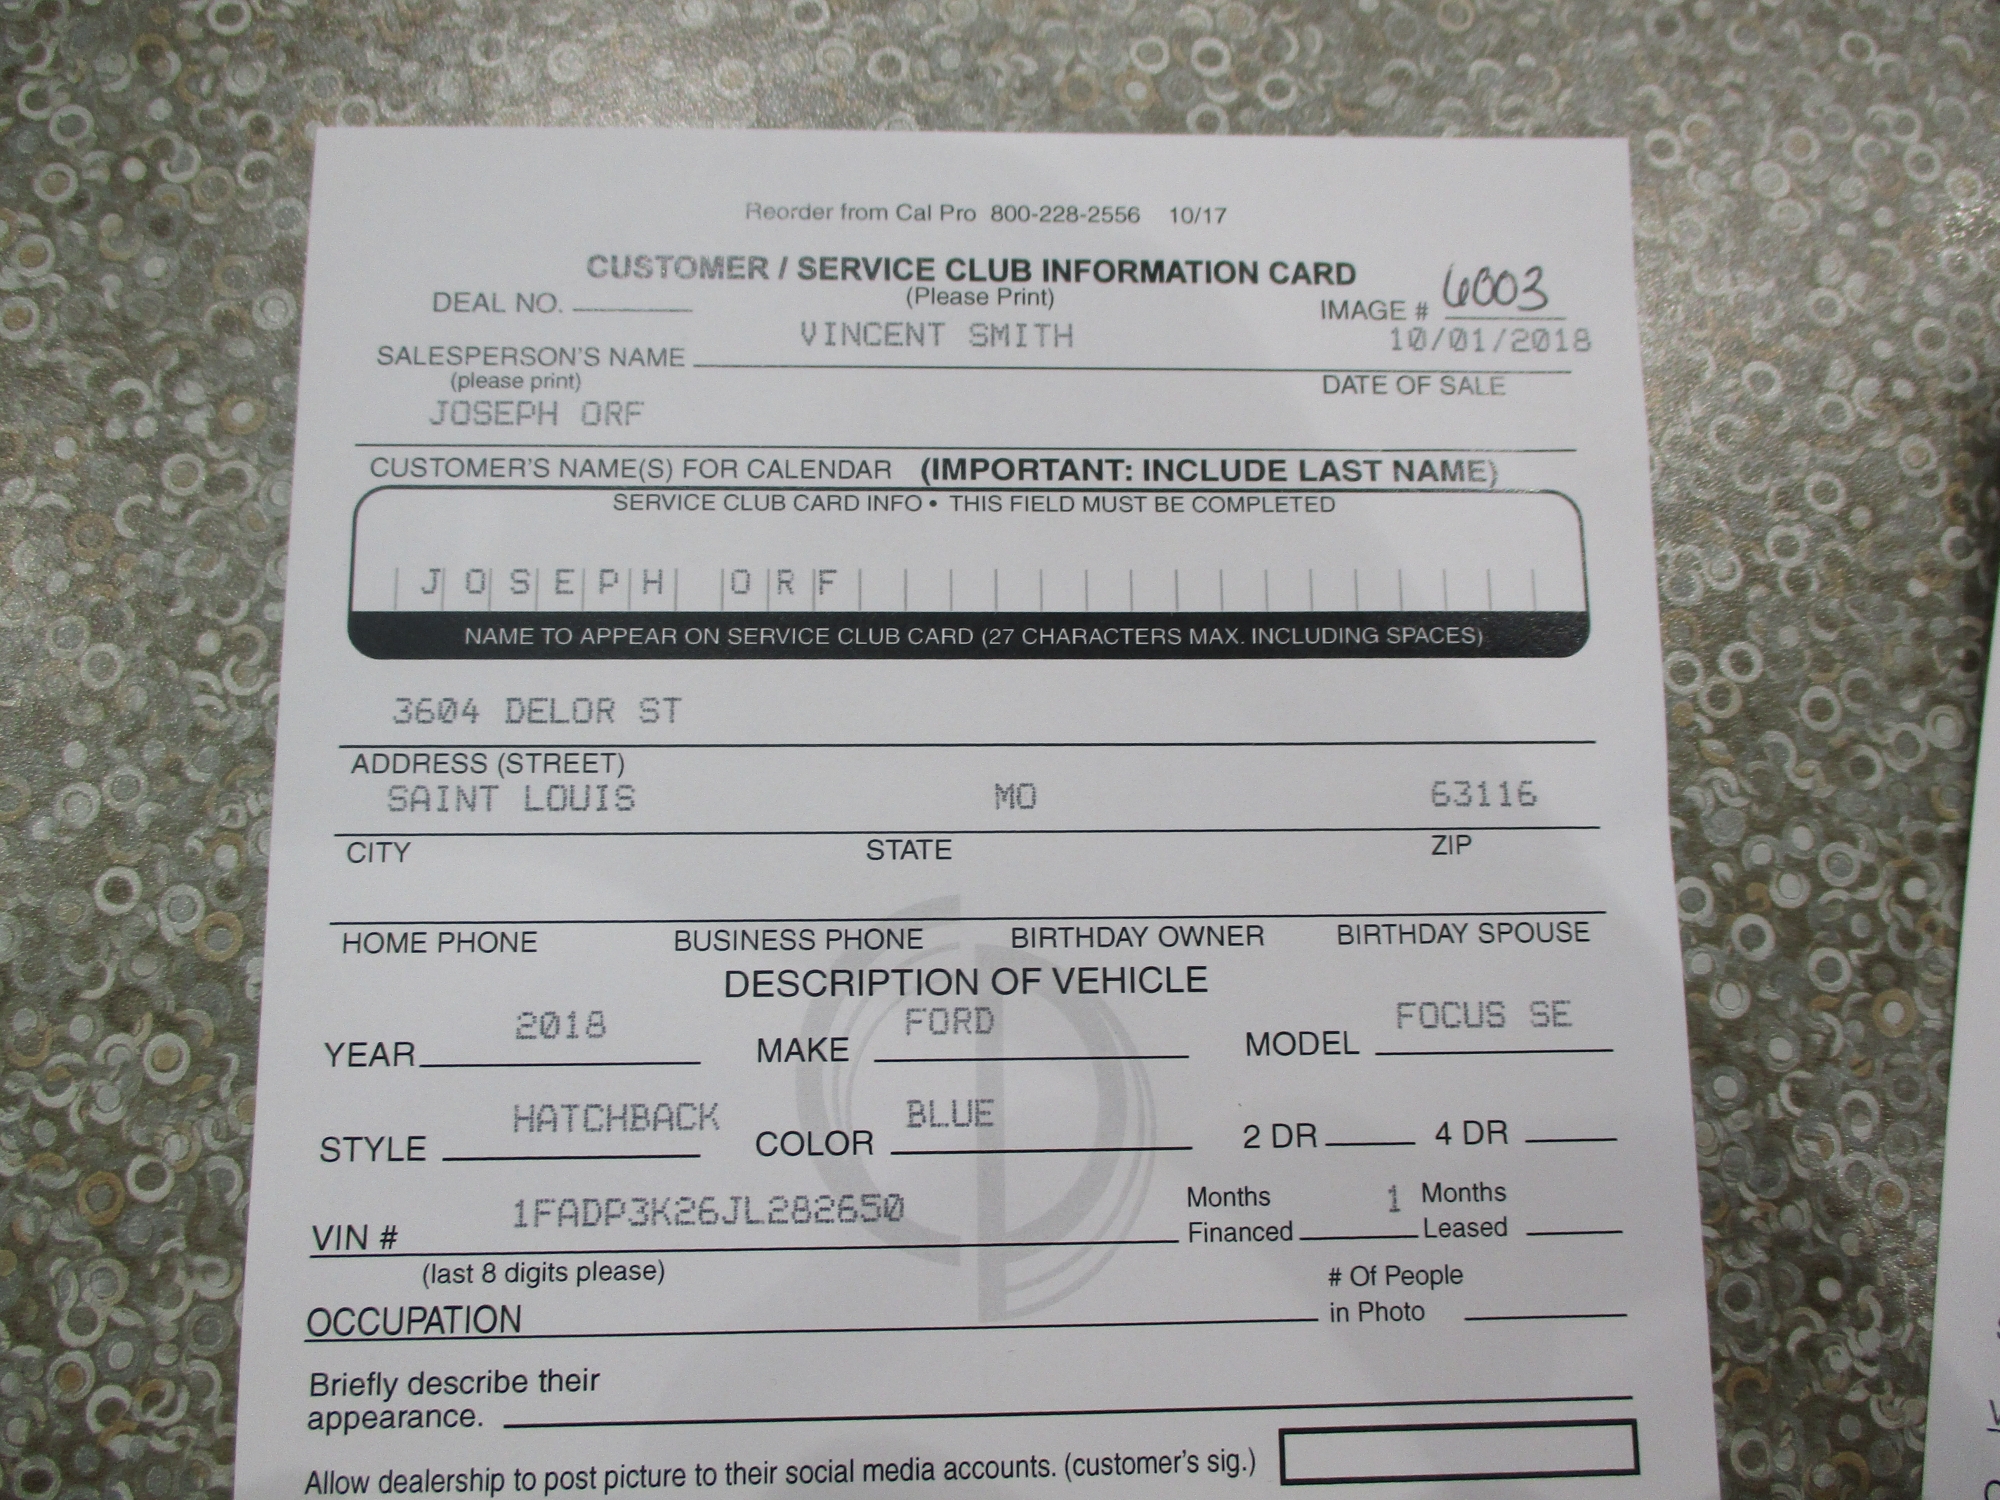 Reorder from Cal Pro 800-228-2556 10/17
CUSTOMER / SERVICE CLUB INFORMATION CARD
(Please Print)
DEAL NO.
IMAGE # 6003
VINCENT SMITH
10/01/2018
SALESPERSON'S NAME
(please print)
DATE OF SALE
JOSEPH ORF
CUSTOMER'S NAME(S) FOR CALENDAR (IMPORTANT: INCLUDE LAST NAME)
SERVICE CLUB CARD INFO • THIS FIELD MUST BE COMPLETED
JOSEPH ORF
NAME TO APPEAR ON SERVICE CLUB CARD (27 CHARACTERS MAX. INCLUDING SPACES)
3604 DELOR ST
ADDRESS (STREET)
SAINT LOUIS MO 63116
CITY STATE ZIP
HOME PHONE BUSINESS PHONE BIRTHDAY OWNER BIRTHDAY SPOUSE
DESCRIPTION OF VEHICLE
2018 FORD FOCUS SE
YEAR MAKE MODEL
HATCHBACK BLUE
STYLE COLOR 2 DR 4 DR
1FADP3K26JL282650
VIN #
Months Financed 1
Months Leased
(last 8 digits please)
# Of People
in Photo
OCCUPATION
Briefly describe their
appearance.
Allow dealership to post picture to their social media accounts. (customer's sig.)